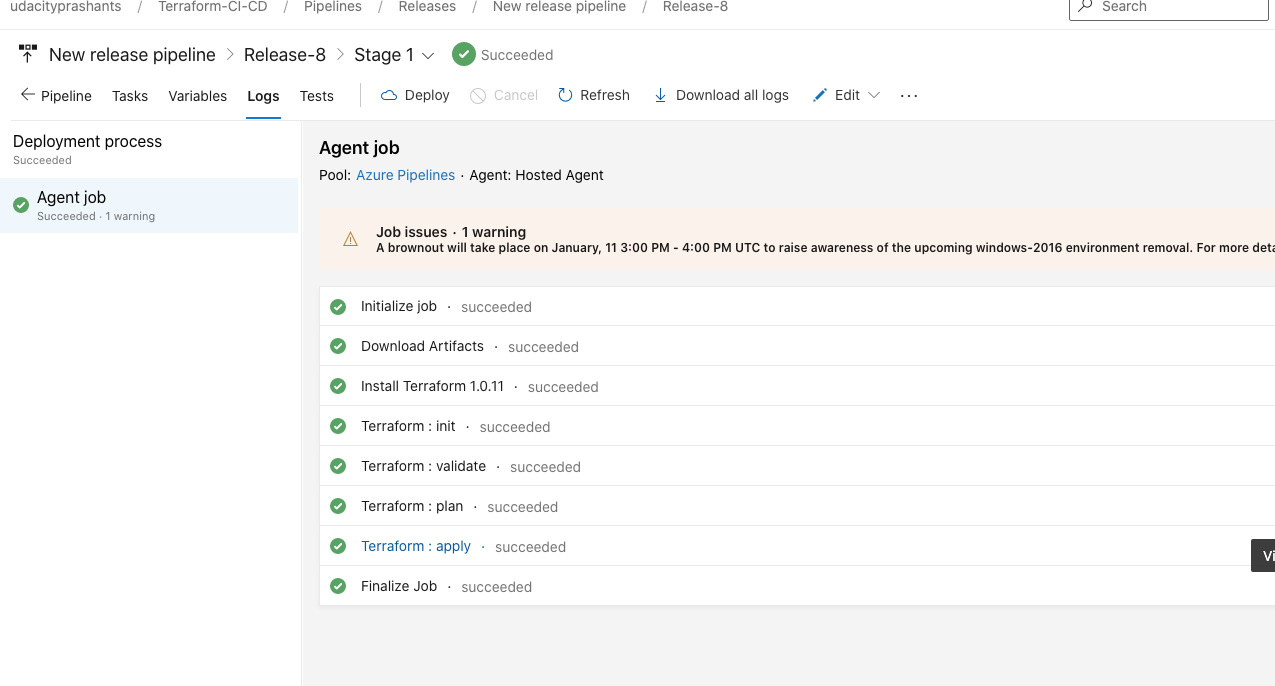 udacityprashants / Terraform-CI-CD / Pipelines / Releases / New release pipeline / Release-8
Search
New release pipeline > Release-8 > Stage 1 Succeeded
Pipeline Tasks Variables Logs Tests Deploy Cancel Refresh Download all logs Edit ...
Deployment process
Succeeded
Agent job
Succeeded · 1 warning
Agent job
Pool: Azure Pipelines · Agent: Hosted Agent
Job issues · 1 warning
A brownout will take place on January, 11 3:00 PM - 4:00 PM UTC to raise awareness of the upcoming windows-2016 environment removal. For more
Initialize job · succeeded
Download Artifacts · succeeded
Install Terraform 1.0.11 · succeeded
Terraform : init · succeeded
Terraform : validate · succeeded
Terraform : plan · succeeded
Terraform : apply · succeeded
Finalize Job · succeeded